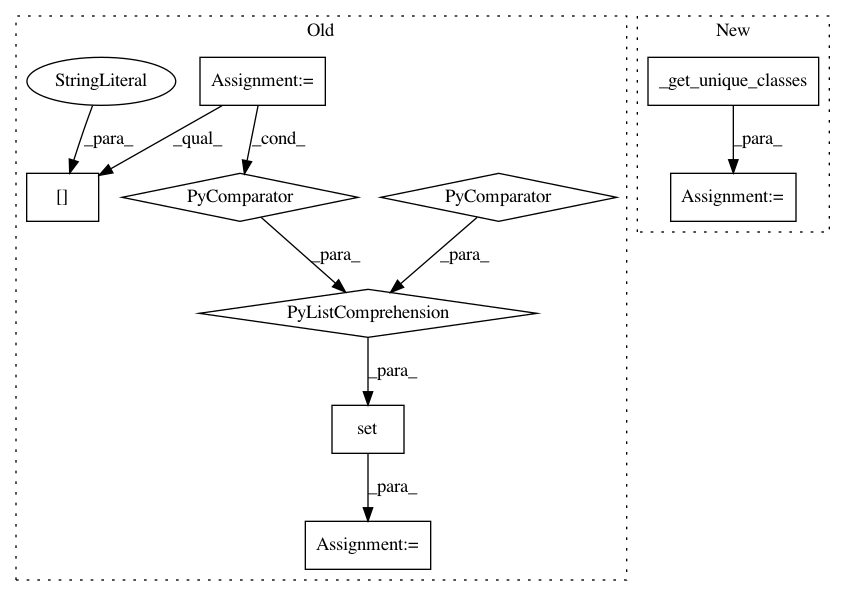 Old
New
StringLiteral
Assignment:=
_get_unique_classes
_para_
_qual_
_cond_
_para_
[]
PyComparator
PyComparator
Assignment:=
_para_
_para_
PyListComprehension
_para_
set
_para_
Assignment:=